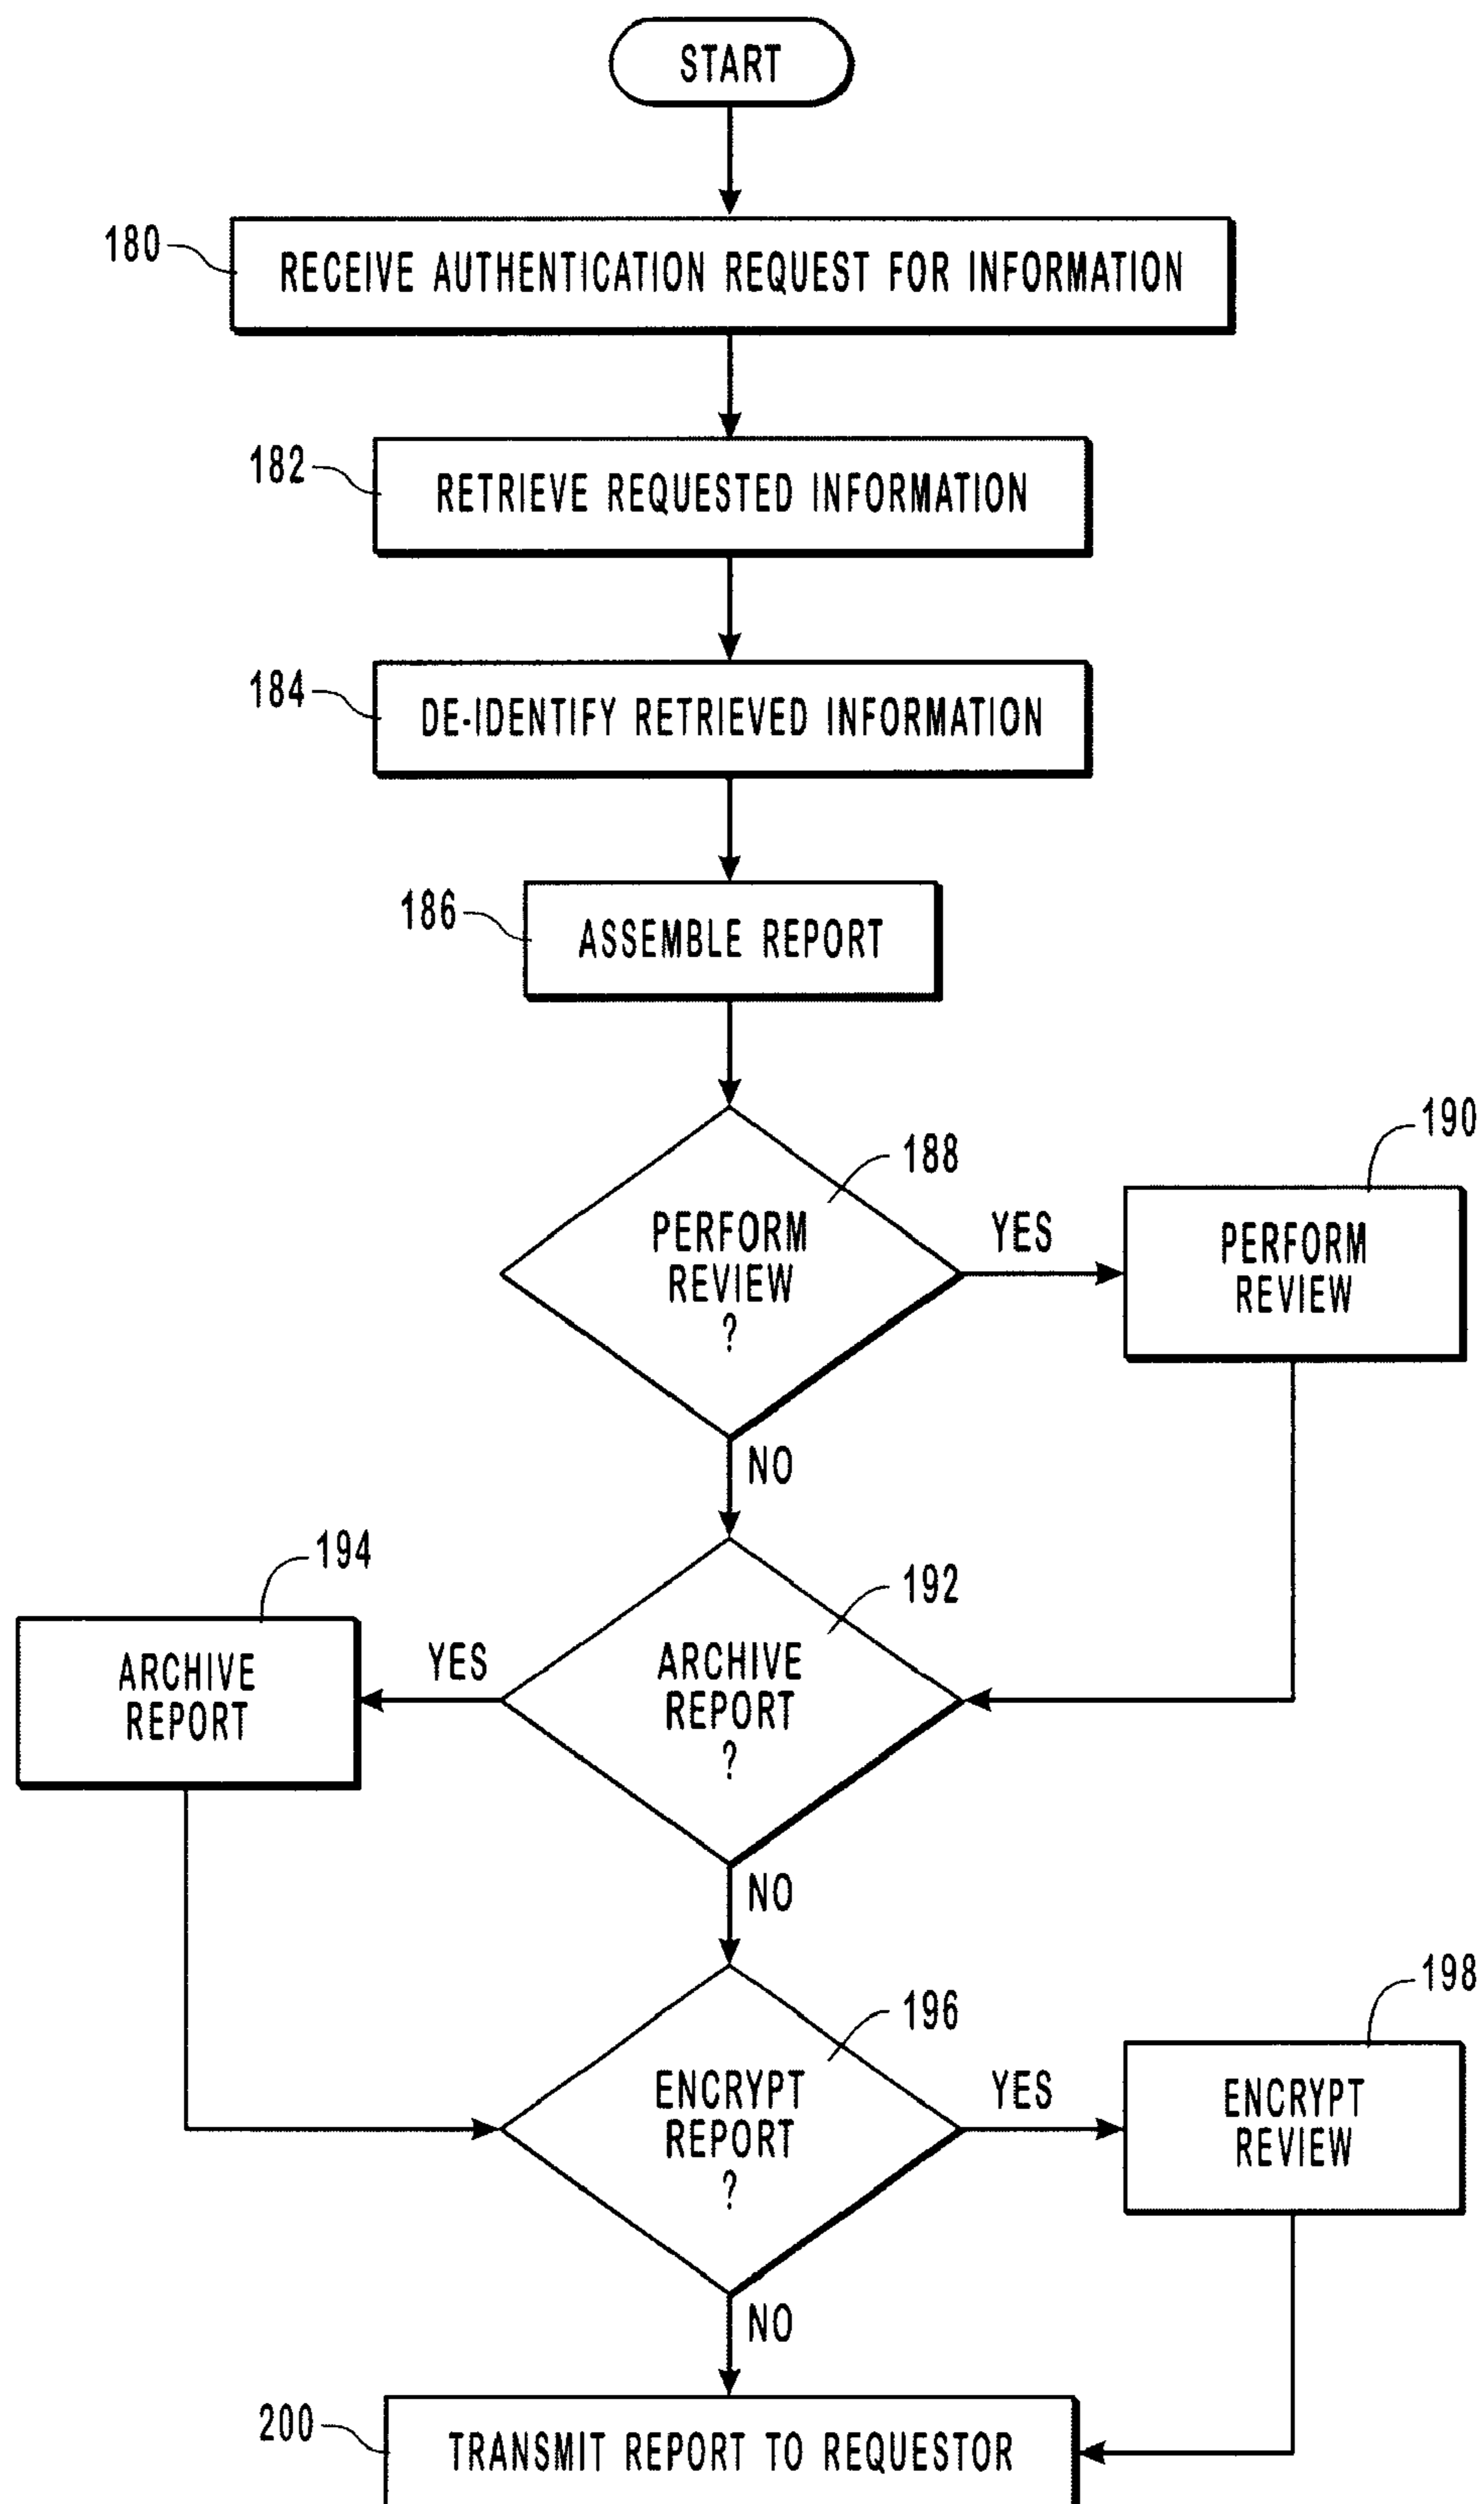 START
180
RECEIVE AUTHENTICATION REQUEST FOR INFORMATION
182
RETRIEVE REQUESTED INFORMATION
184
DE-IDENTIFY RETRIEVED INFORMATION
186
ASSEMBLE REPORT
188
PERFORM
REVIEW
?
YES
190
PERFORM
REVIEW
NO
192
ARCHIVE
REPORT
?
YES
194
ARCHIVE
REPORT
NO
196
ENCRYPT
REPORT
?
YES
198
ENCRYPT
REVIEW
NO
200
TRANSMIT REPORT TO REQUESTOR